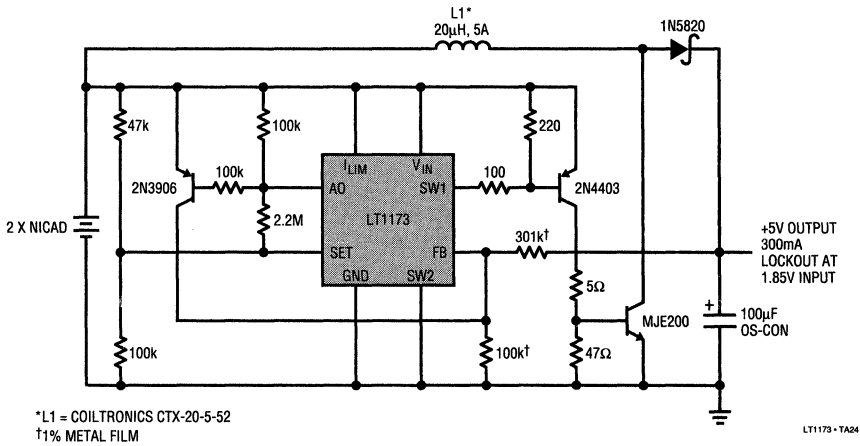 L1*
20µH, 5A
1N5820
47k
100k
220
ILIM
VIN
2N3906
100k
AO
SW1
100
2N4403
2 X NICAD
2.2M
LT1173
SET
FB
301k†
+5V OUTPUT
300mA
LOCKOUT AT
1.85V INPUT
GND
SW2
5Ω
MJE200
+
100µF
OS-CON
100k
100k†
47Ω
*L1 = COILTRONICS CTX-20-5-52
†1% METAL FILM
LT1173 • TA24